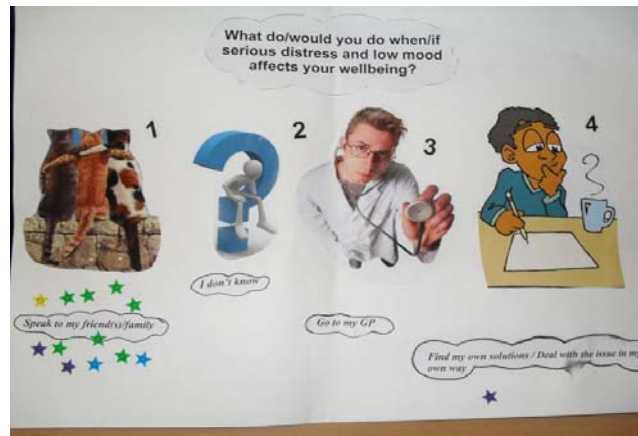 What do/would you do when/if
serious distress and low mood
affects your wellbeing?
1
2
3
4
I don't know
Speak to my friend(s)/family
Go to my GP
Find my own solutions / Deal with the issue in my
own way